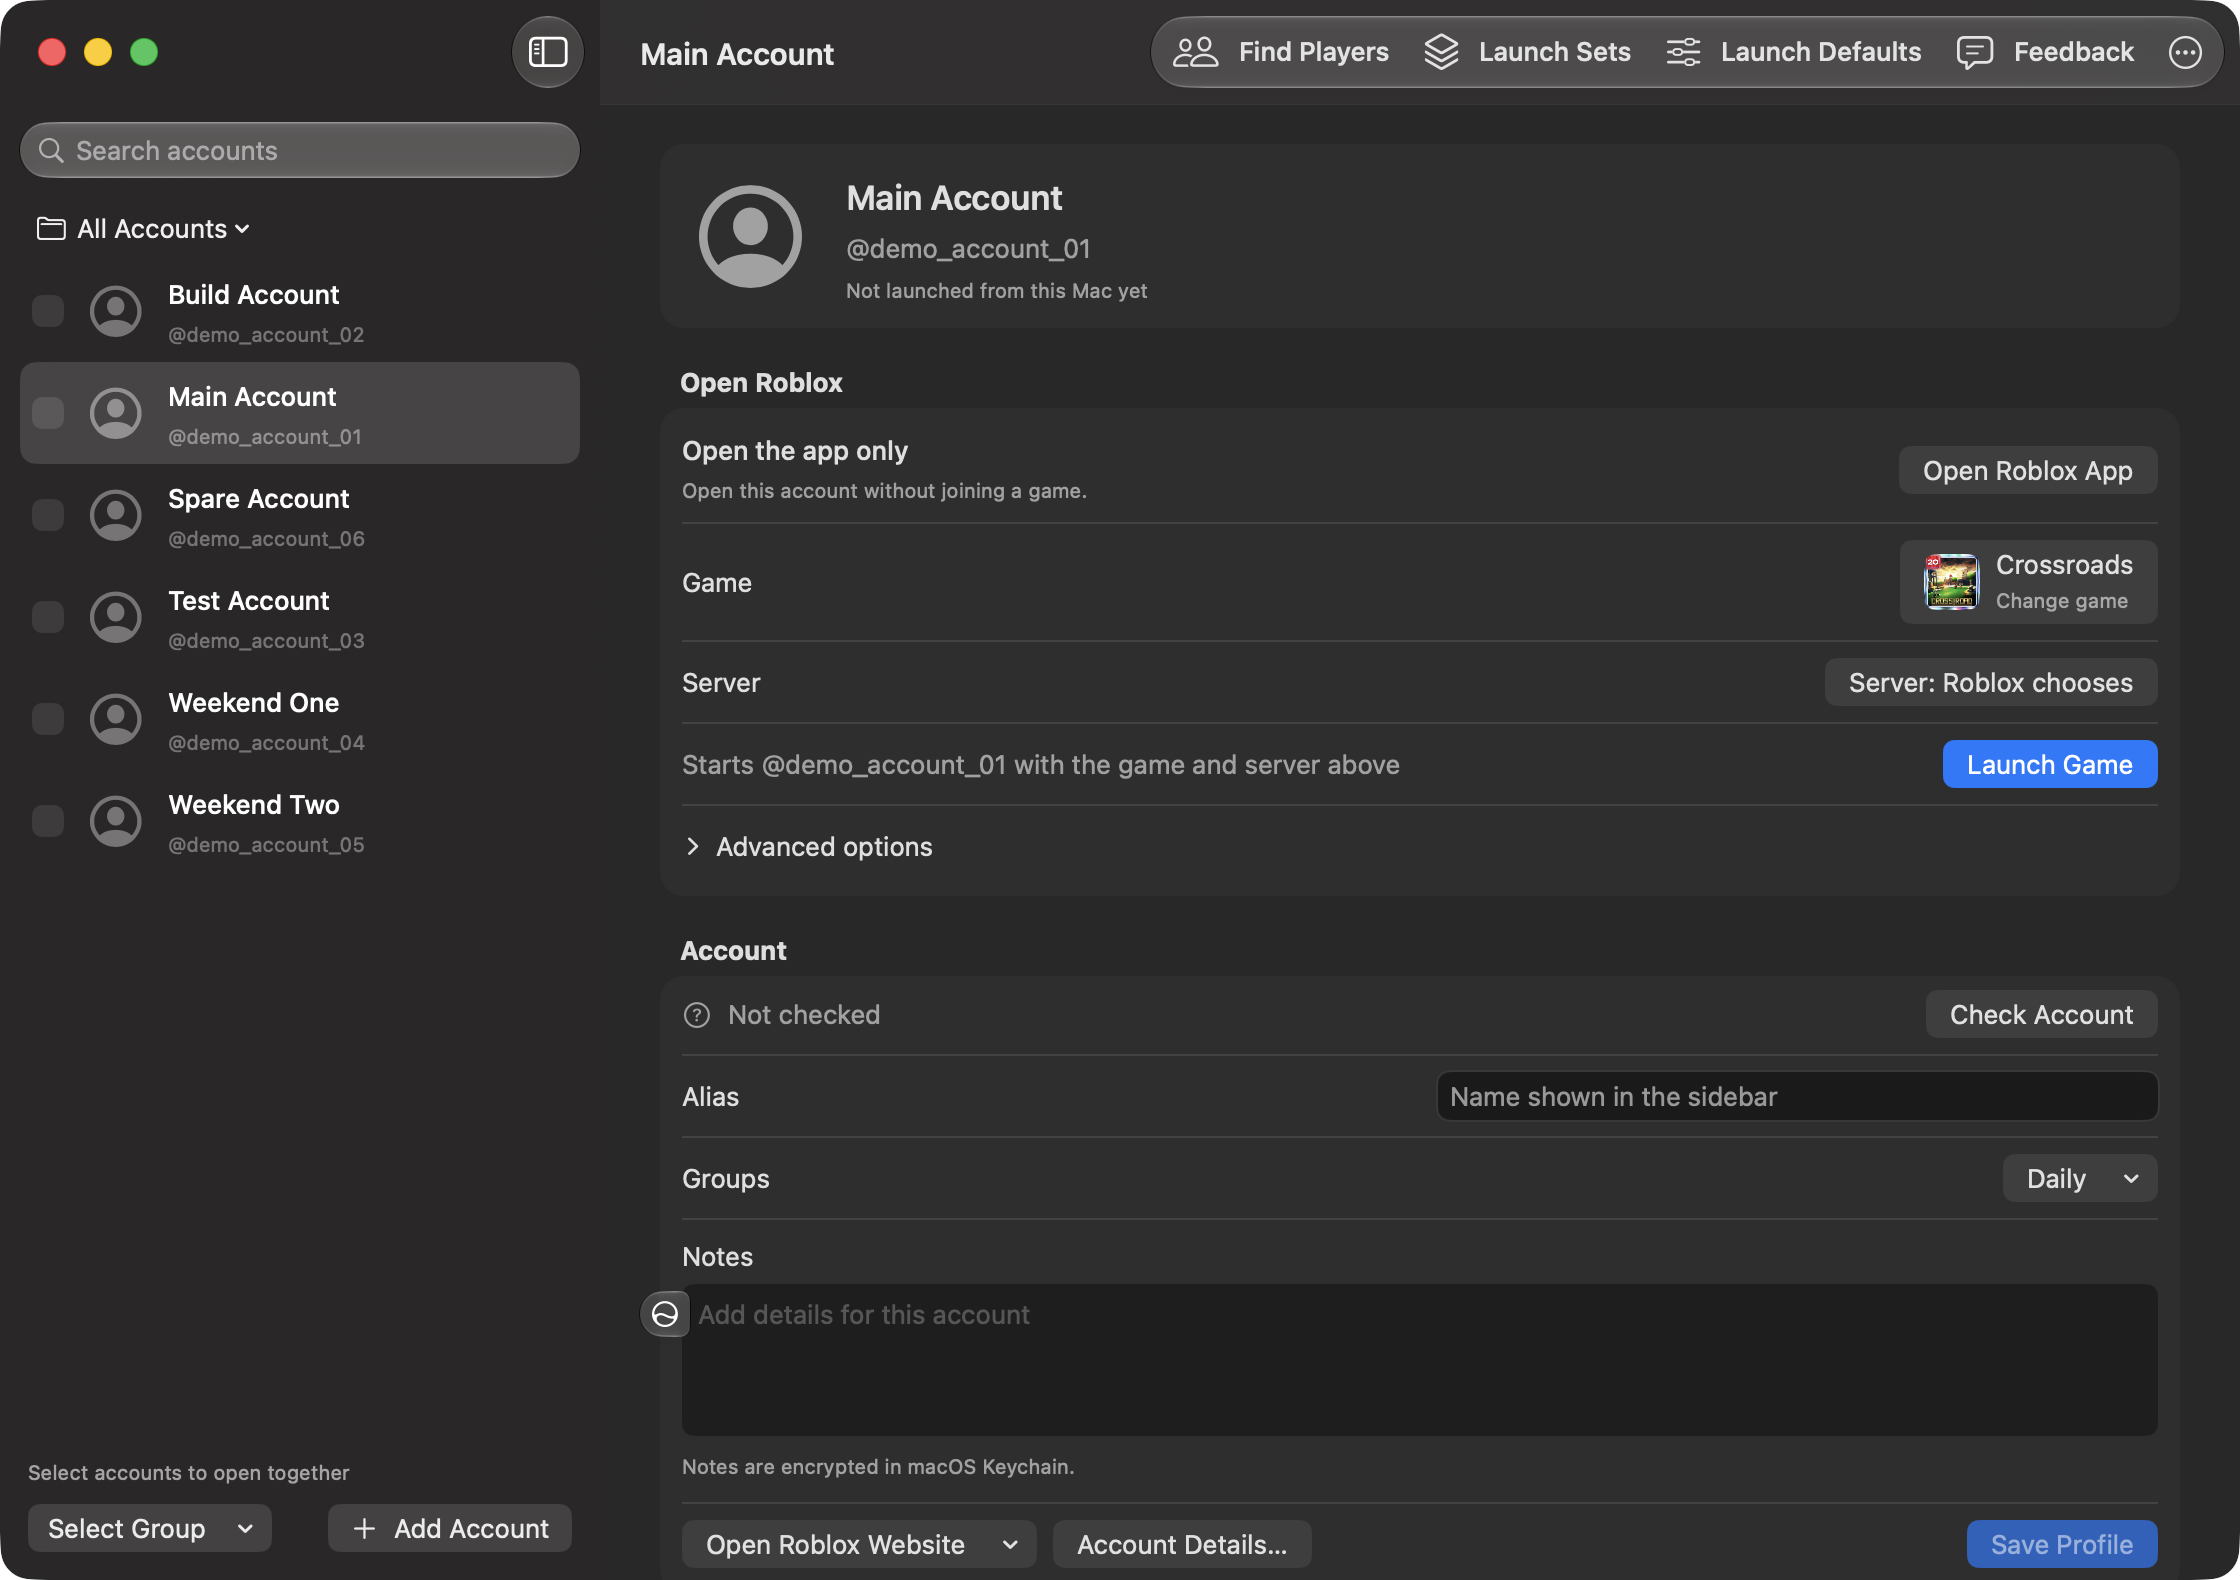 Main Account
Find Players
Launch Sets
Launch Defaults
Feedback
Search accounts
All Accounts
Build Account
@demo_account_02
Main Account
@demo_account_01
Spare Account
@demo_account_06
Test Account
@demo_account_03
Weekend One
@demo_account_04
Weekend Two
@demo_account_05
Select accounts to open together
Select Group
Add Account
Main Account
@demo_account_01
Not launched from this Mac yet
Open Roblox
Open the app only
Open this account without joining a game.
Open Roblox App
Game
20
CROSSROAD
Crossroads
Change game
Server
Server: Roblox chooses
Starts @demo_account_01 with the game and server above
Launch Game
Advanced options
Account
Not checked
Check Account
Alias
Name shown in the sidebar
Groups
Daily
Notes
Add details for this account
Notes are encrypted in macOS Keychain.
Open Roblox Website
Account Details...
Save Profile